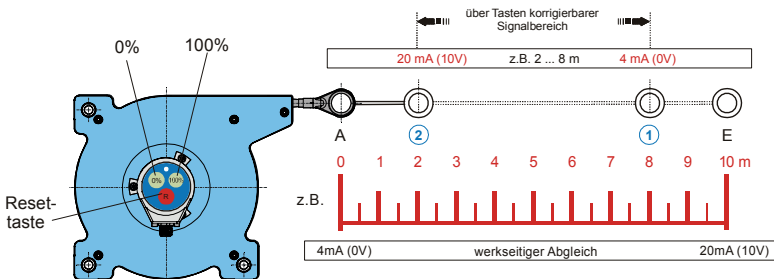 über Tasten korrigierbarer
Signalbereich
0%
100%
20 mA (10V) z.B. 2 ... 8 m 4 mA (0V)
A 2 1 E
0% 100%
R
Reset-
taste
0 1 2 3 4 5 6 7 8 9 10 m
z.B.
4mA (0V) werkseitiger Abgleich 20mA (10V)